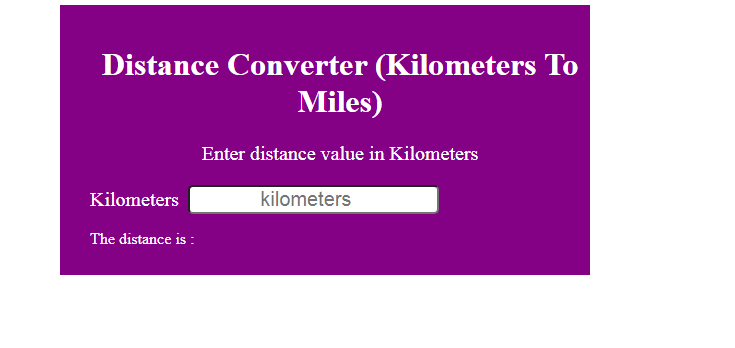 Distance Converter (Kilometers To
Miles)
Enter distance value in Kilometers
Kilometers kilometers
The distance is :